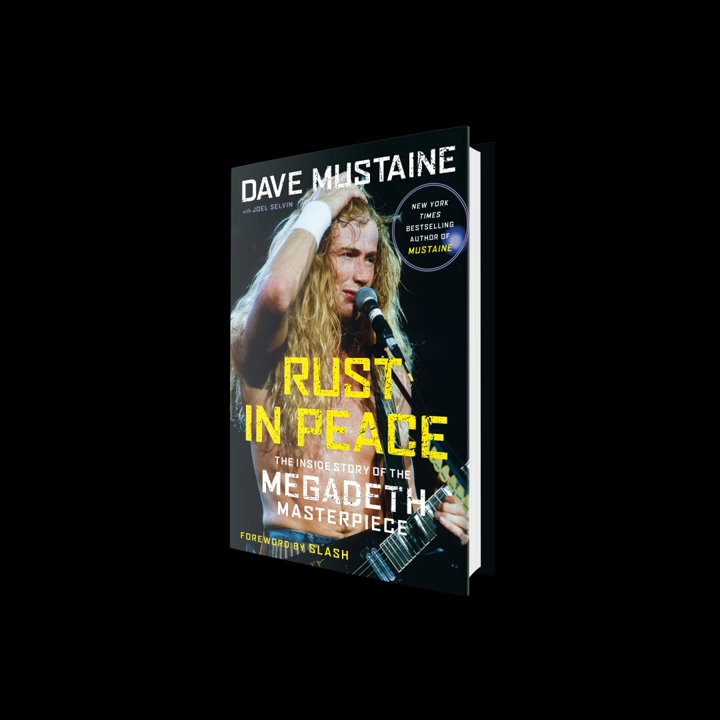 DAVE MUSTAINE
with JOEL SELVIN
NEW YORK
TIMES
BESTSELLING
AUTHOR OF
MUSTAINE
RUST
IN PEACE
THE INSIDE STORY OF THE
MEGADETH
MASTERPIECE
FOREWORD BY SLASH